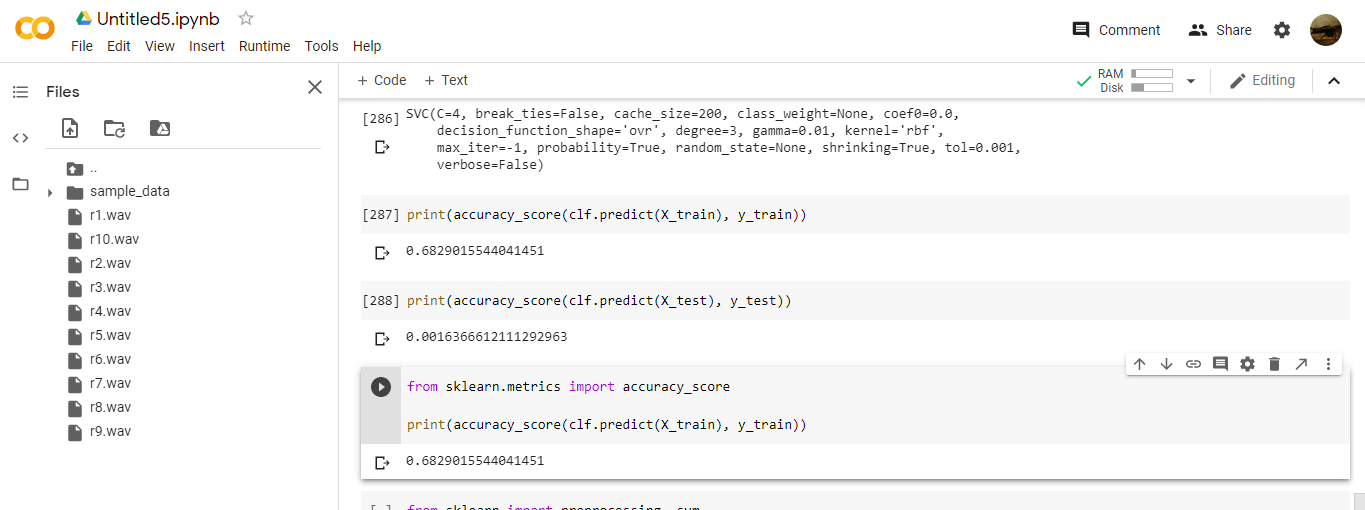 Untitled5.ipynb
File Edit View Insert Runtime Tools Help
Comment Share
Files
+ Code + Text
RAM
Disk
Editing
..
sample_data
r1.wav
r10.wav
r2.wav
r3.wav
r4.wav
r5.wav
r6.wav
r7.wav
r8.wav
r9.wav
[286] SVC(C=4, break_ties=False, cache_size=200, class_weight=None, coef0=0.0,
decision_function_shape='ovr', degree=3, gamma=0.01, kernel='rbf',
max_iter=-1, probability=True, random_state=None, shrinking=True, tol=0.001,
verbose=False)
[287] print(accuracy_score(clf.predict(X_train), y_train))
0.6829015544041451
[288] print(accuracy_score(clf.predict(X_test), y_test))
0.0016366612111292963
from sklearn.metrics import accuracy_score
print(accuracy_score(clf.predict(X_train), y_train))
0.6829015544041451
[ ] from sklearn import preprocessing, svm